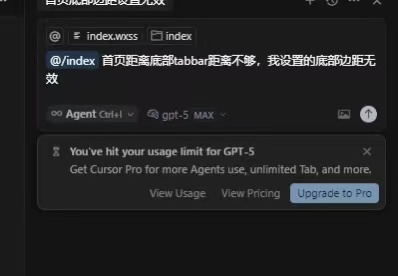 首页底部边距设置无效
@ index.wxss index
@/index 首页距离底部tabbar距离不够，我设置的底部边距无
效
Agent Ctrl+I gpt-5 MAX
You've hit your usage limit for GPT-5
Get Cursor Pro for more Agents use, unlimited Tab, and more.
View Usage View Pricing Upgrade to Pro